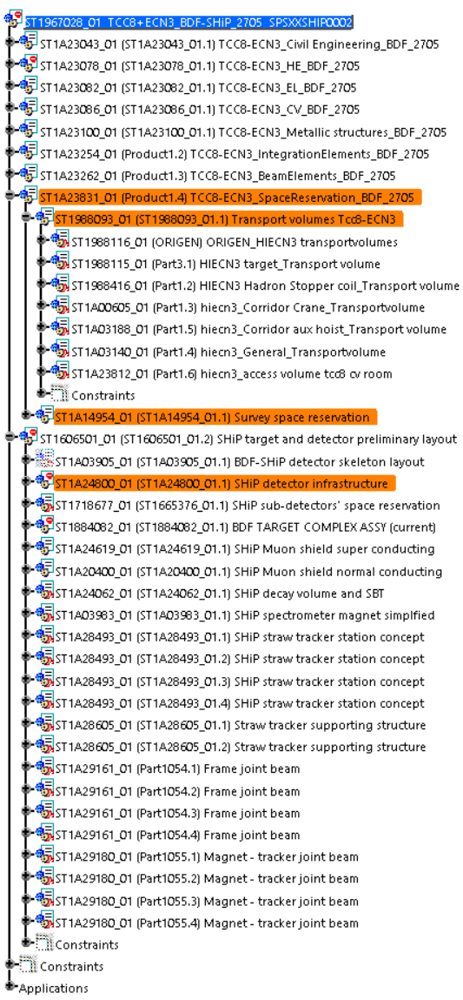 ST1967028_01 TCC8+ECN3_BDF-SHiP_2705 SPSXXSHIP0002
ST1A23043_01 (ST1A23043_01.1) TCC8-ECN3_Civil Engineering_BDF_2705
ST1A23078_01 (ST1A23078_01.1) TCC8-ECN3_HE_BDF_2705
ST1A23082_01 (ST1A23082_01.1) TCC8-ECN3_EL_BDF_2705
ST1A23086_01 (ST1A23086_01.1) TCC8-ECN3_CV_BDF_2705
ST1A23100_01 (ST1A23100_01.1) TCC8-ECN3_Metallic structures_BDF_2705
ST1A23254_01 (Product1.2) TCC8-ECN3_IntegrationElements_BDF_2705
ST1A23262_01 (Product1.3) TCC8-ECN3_BeamElements_BDF_2705
ST1A23831_01 (Product1.4) TCC8-ECN3_SpaceReservation_BDF_2705
ST1988093_01 (ST1988093_01.1) Transport volumes Tcc8-ECN3
ST1988116_01 (ORIGEN) ORIGEN_HIECN3 transportvolumes
ST1988115_01 (Part3.1) HIECN3 target_Transport volume
ST1988416_01 (Part1.2) HIECN3 Hadron Stopper coil_Transport volume
ST1A00605_01 (Part1.3) hiecn3_Corridor Crane_Transportvolume
ST1A03188_01 (Part1.5) hiecn3_Corridor aux hoist_Transport volume
ST1A03140_01 (Part1.4) hiecn3_General_Transportvolume
ST1A23812_01 (Part1.6) hiecn3_access volume tcc8 cv room
Constraints
ST1A14954_01 (ST1A14954_01.1) Survey space reservation
ST1606501_01 (ST1606501_01.2) SHiP target and detector preliminary layout
ST1A03905_01 (ST1A03905_01.1) BDF-SHiP detector skeleton layout
ST1A24800_01 (ST1A24800_01.1) SHiP detector infrastructure
ST1718677_01 (ST1665376_01.1) SHiP sub-detectors' space reservation
ST1884082_01 (ST1884082_01.1) BDF TARGET COMPLEX ASSY (current)
ST1A24619_01 (ST1A24619_01.1) SHiP Muon shield super conducting
ST1A20400_01 (ST1A20400_01.1) SHiP Muon shield normal conducting
ST1A24062_01 (ST1A24062_01.1) SHiP decay volume and SBT
ST1A03983_01 (ST1A03983_01.1) SHiP spectrometer magnet simplfied
ST1A28493_01 (ST1A28493_01.1) SHiP straw tracker station concept
ST1A28493_01 (ST1A28493_01.2) SHiP straw tracker station concept
ST1A28493_01 (ST1A28493_01.3) SHiP straw tracker station concept
ST1A28493_01 (ST1A28493_01.4) SHiP straw tracker station concept
ST1A28605_01 (ST1A28605_01.1) Straw tracker supporting structure
ST1A28605_01 (ST1A28605_01.2) Straw tracker supporting structure
ST1A29161_01 (Part1054.1) Frame joint beam
ST1A29161_01 (Part1054.2) Frame joint beam
ST1A29161_01 (Part1054.3) Frame joint beam
ST1A29161_01 (Part1054.4) Frame joint beam
ST1A29180_01 (Part1055.1) Magnet - tracker joint beam
ST1A29180_01 (Part1055.2) Magnet - tracker joint beam
ST1A29180_01 (Part1055.3) Magnet - tracker joint beam
ST1A29180_01 (Part1055.4) Magnet - tracker joint beam
Constraints
Constraints
Applications